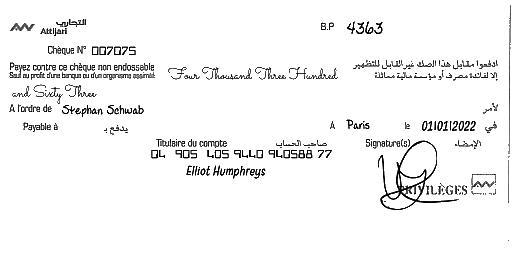 التجاري
Attijari
B.P 4363
Chèque N° 007075
Payez contre ce chèque non endossable
ادفعوا مقابل هذا الصك غير القابل للتظهير
Sauf au profit d'une banque ou d'un organisme assimilé
إلا لفائدة مصرف أو مؤسسة مالية مماثلة
Four Thousand Three Hundred
and Sixty Three
A l'ordre de Stephan Schwab
لأمر
Payable à
يدفع بـ
A Paris le 01/01/2022 في
Titulaire du compte صاحب الحساب
Signature(s) الإمضاء
04 905 405 9440 940588 77
Elliot Humphreys
PRIVILÈGES